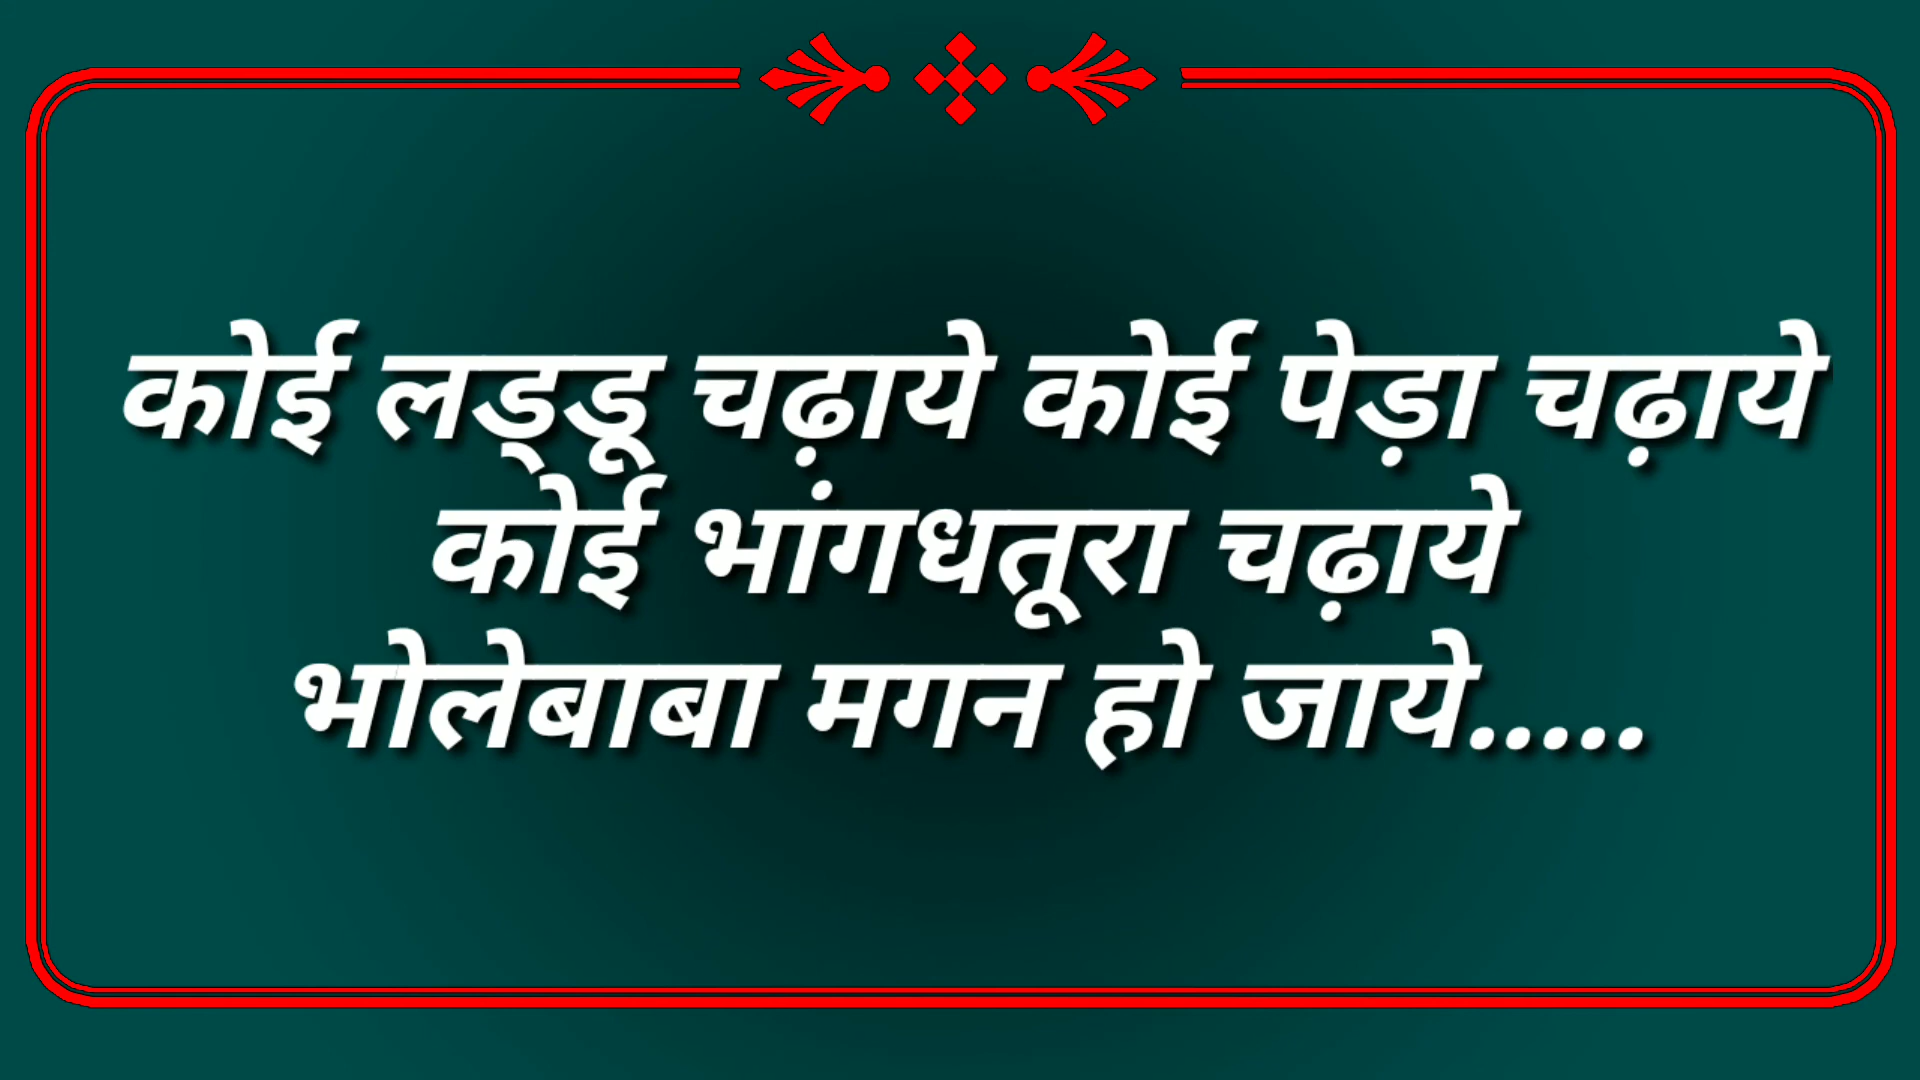 कोई लड्डू चढ़ाये कोई पेड़ा चढ़ाये
कोई भांगधतूरा चढ़ाये
भोलेबाबा मगन हो जाये.....